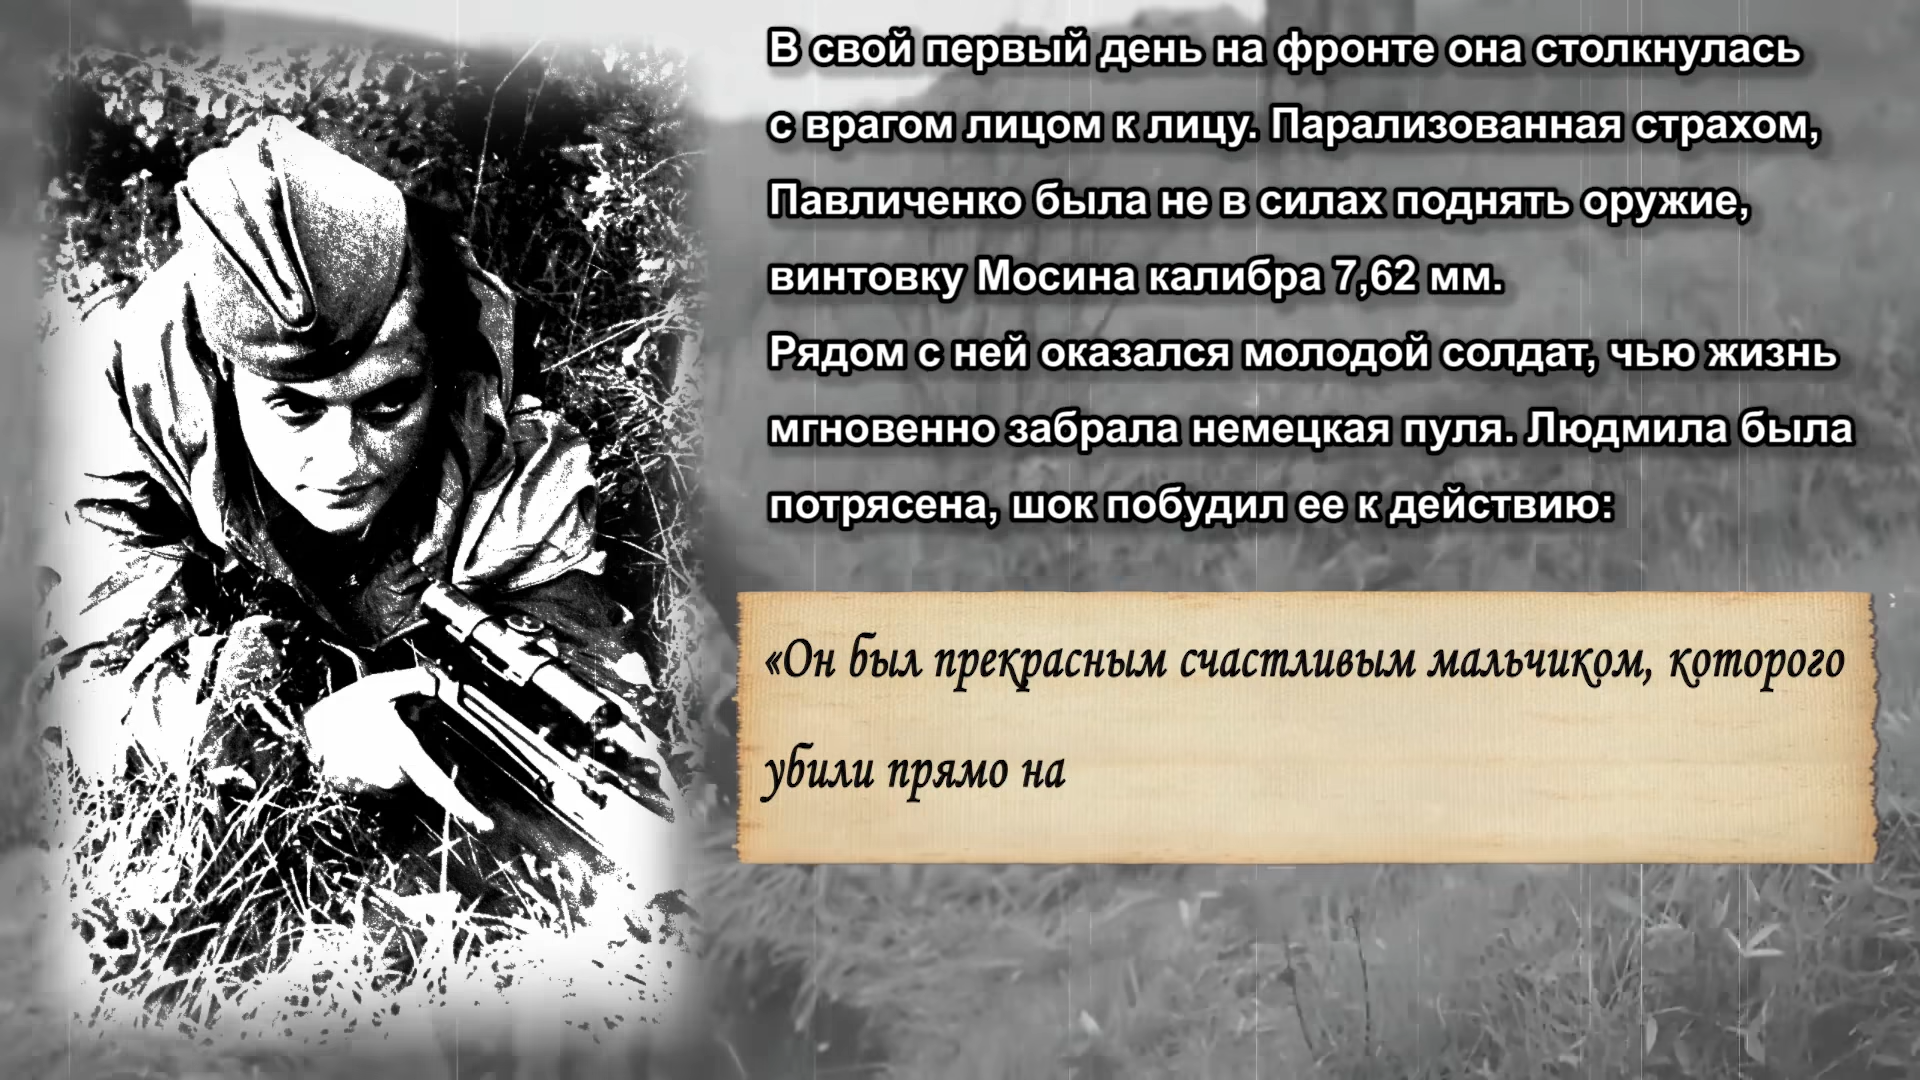 В свой первый день на фронте она столкнулась
с врагом лицом к лицу. Парализованная страхом,
Павличенко была не в силах поднять оружие,
винтовку Мосина калибра 7,62 мм.
Рядом с ней оказался молодой солдат, чью жизнь
мгновенно забрала немецкая пуля. Людмила была
потрясена, шок побудил ее к действию:
«Он был прекрасным счастливым мальчиком, которого
убили прямо на